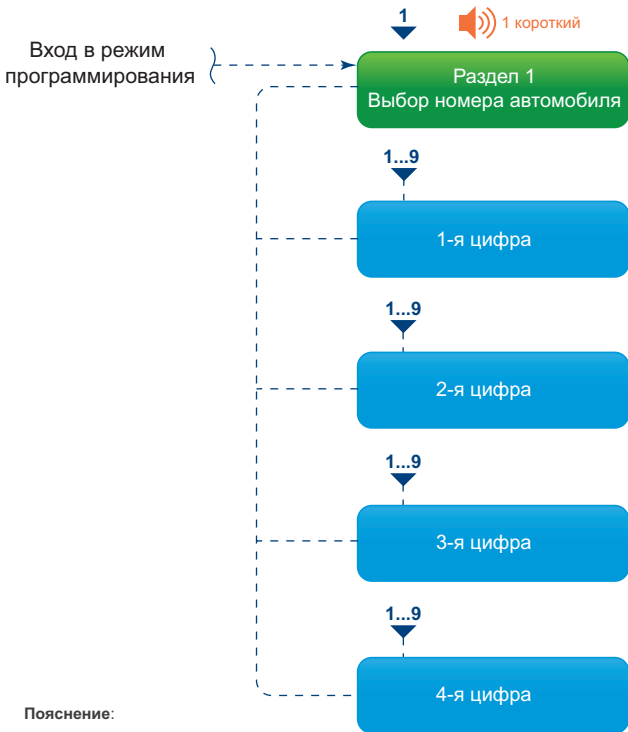 1
1 короткий
Вход в режим
программирования
Раздел 1
Выбор номера автомобиля
1...9
1-я цифра
1...9
2-я цифра
1...9
3-я цифра
1...9
4-я цифра
Пояснение: